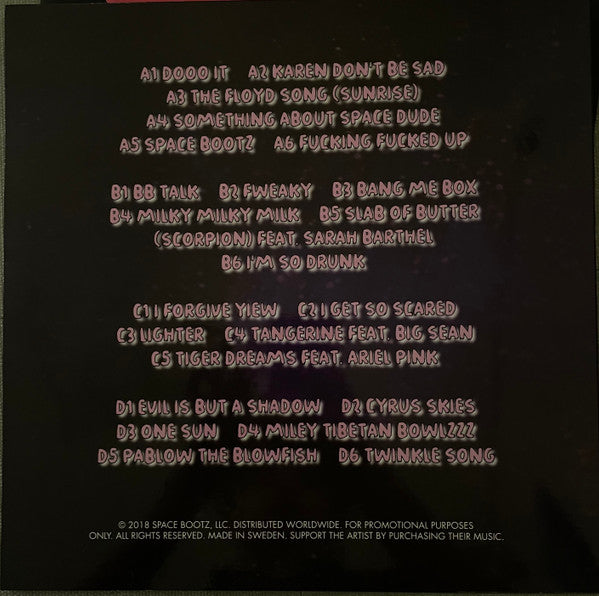 A1 DOOO IT A2 KAREN DON'T BE SAD
A3 THE FLOYD SONG (SUNRISE)
A4 SOMETHING ABOUT SPACE DUDE
A5 SPACE BOOTZ A6 FUCKING FUCKED UP
B1 BB TALK B2 FWEAKY B3 BANG ME BOX
B4 MILKY MILKY MILK B5 SLAB OF BUTTER
(SCORPION) FEAT. SARAH BARTHEL
B6 I'M SO DRUNK
C1 I FORGIVE YIEW C2 I GET SO SCARED
C3 LIGHTER C4 TANGERINE FEAT. BIG SEAN
C5 TIGER DREAMS FEAT. ARIEL PINK
D1 EVIL IS BUT A SHADOW D2 CYRUS SKIES
D3 ONE SUN D4 MILEY TIBETAN BOWLZZZ
D5 PABLOW THE BLOWFISH D6 TWINKLE SONG
© 2018 SPACE BOOTZ, LLC. DISTRIBUTED WORLDWIDE. FOR PROMOTIONAL PURPOSES
ONLY. ALL RIGHTS RESERVED. MADE IN SWEDEN. SUPPORT THE ARTIST BY PURCHASING THEIR MUSIC.